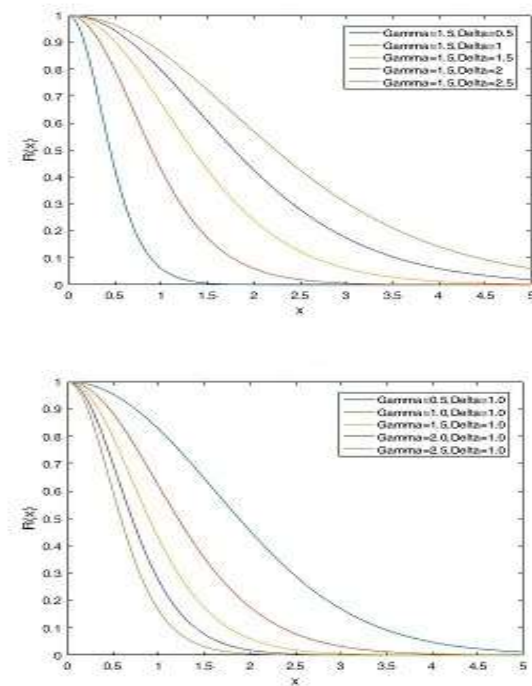 1
0.9
0.8
0.7
0.6
0.5
0.4
0.3
0.2
0.1
0
R(x)
Gamma=1.5,Delta=0.5
Gamma=1.5,Delta=1
Gamma=1.5,Delta=1.5
Gamma=1.5,Delta=2
Gamma=1.5,Delta=2.5
0 0.5 1 1.5 2 2.5 3 3.5 4 4.5 5
x
1
0.9
0.8
0.7
0.6
0.5
0.4
0.3
0.2
0.1
0
R(x)
Gamma=0.5,Delta=1.0
Gamma=1.0,Delta=1.0
Gamma=1.5,Delta=1.0
Gamma=2.0,Delta=1.0
Gamma=2.5,Delta=1.0
0 0.5 1 1.5 2 2.5 3 3.5 4 4.5 5
x